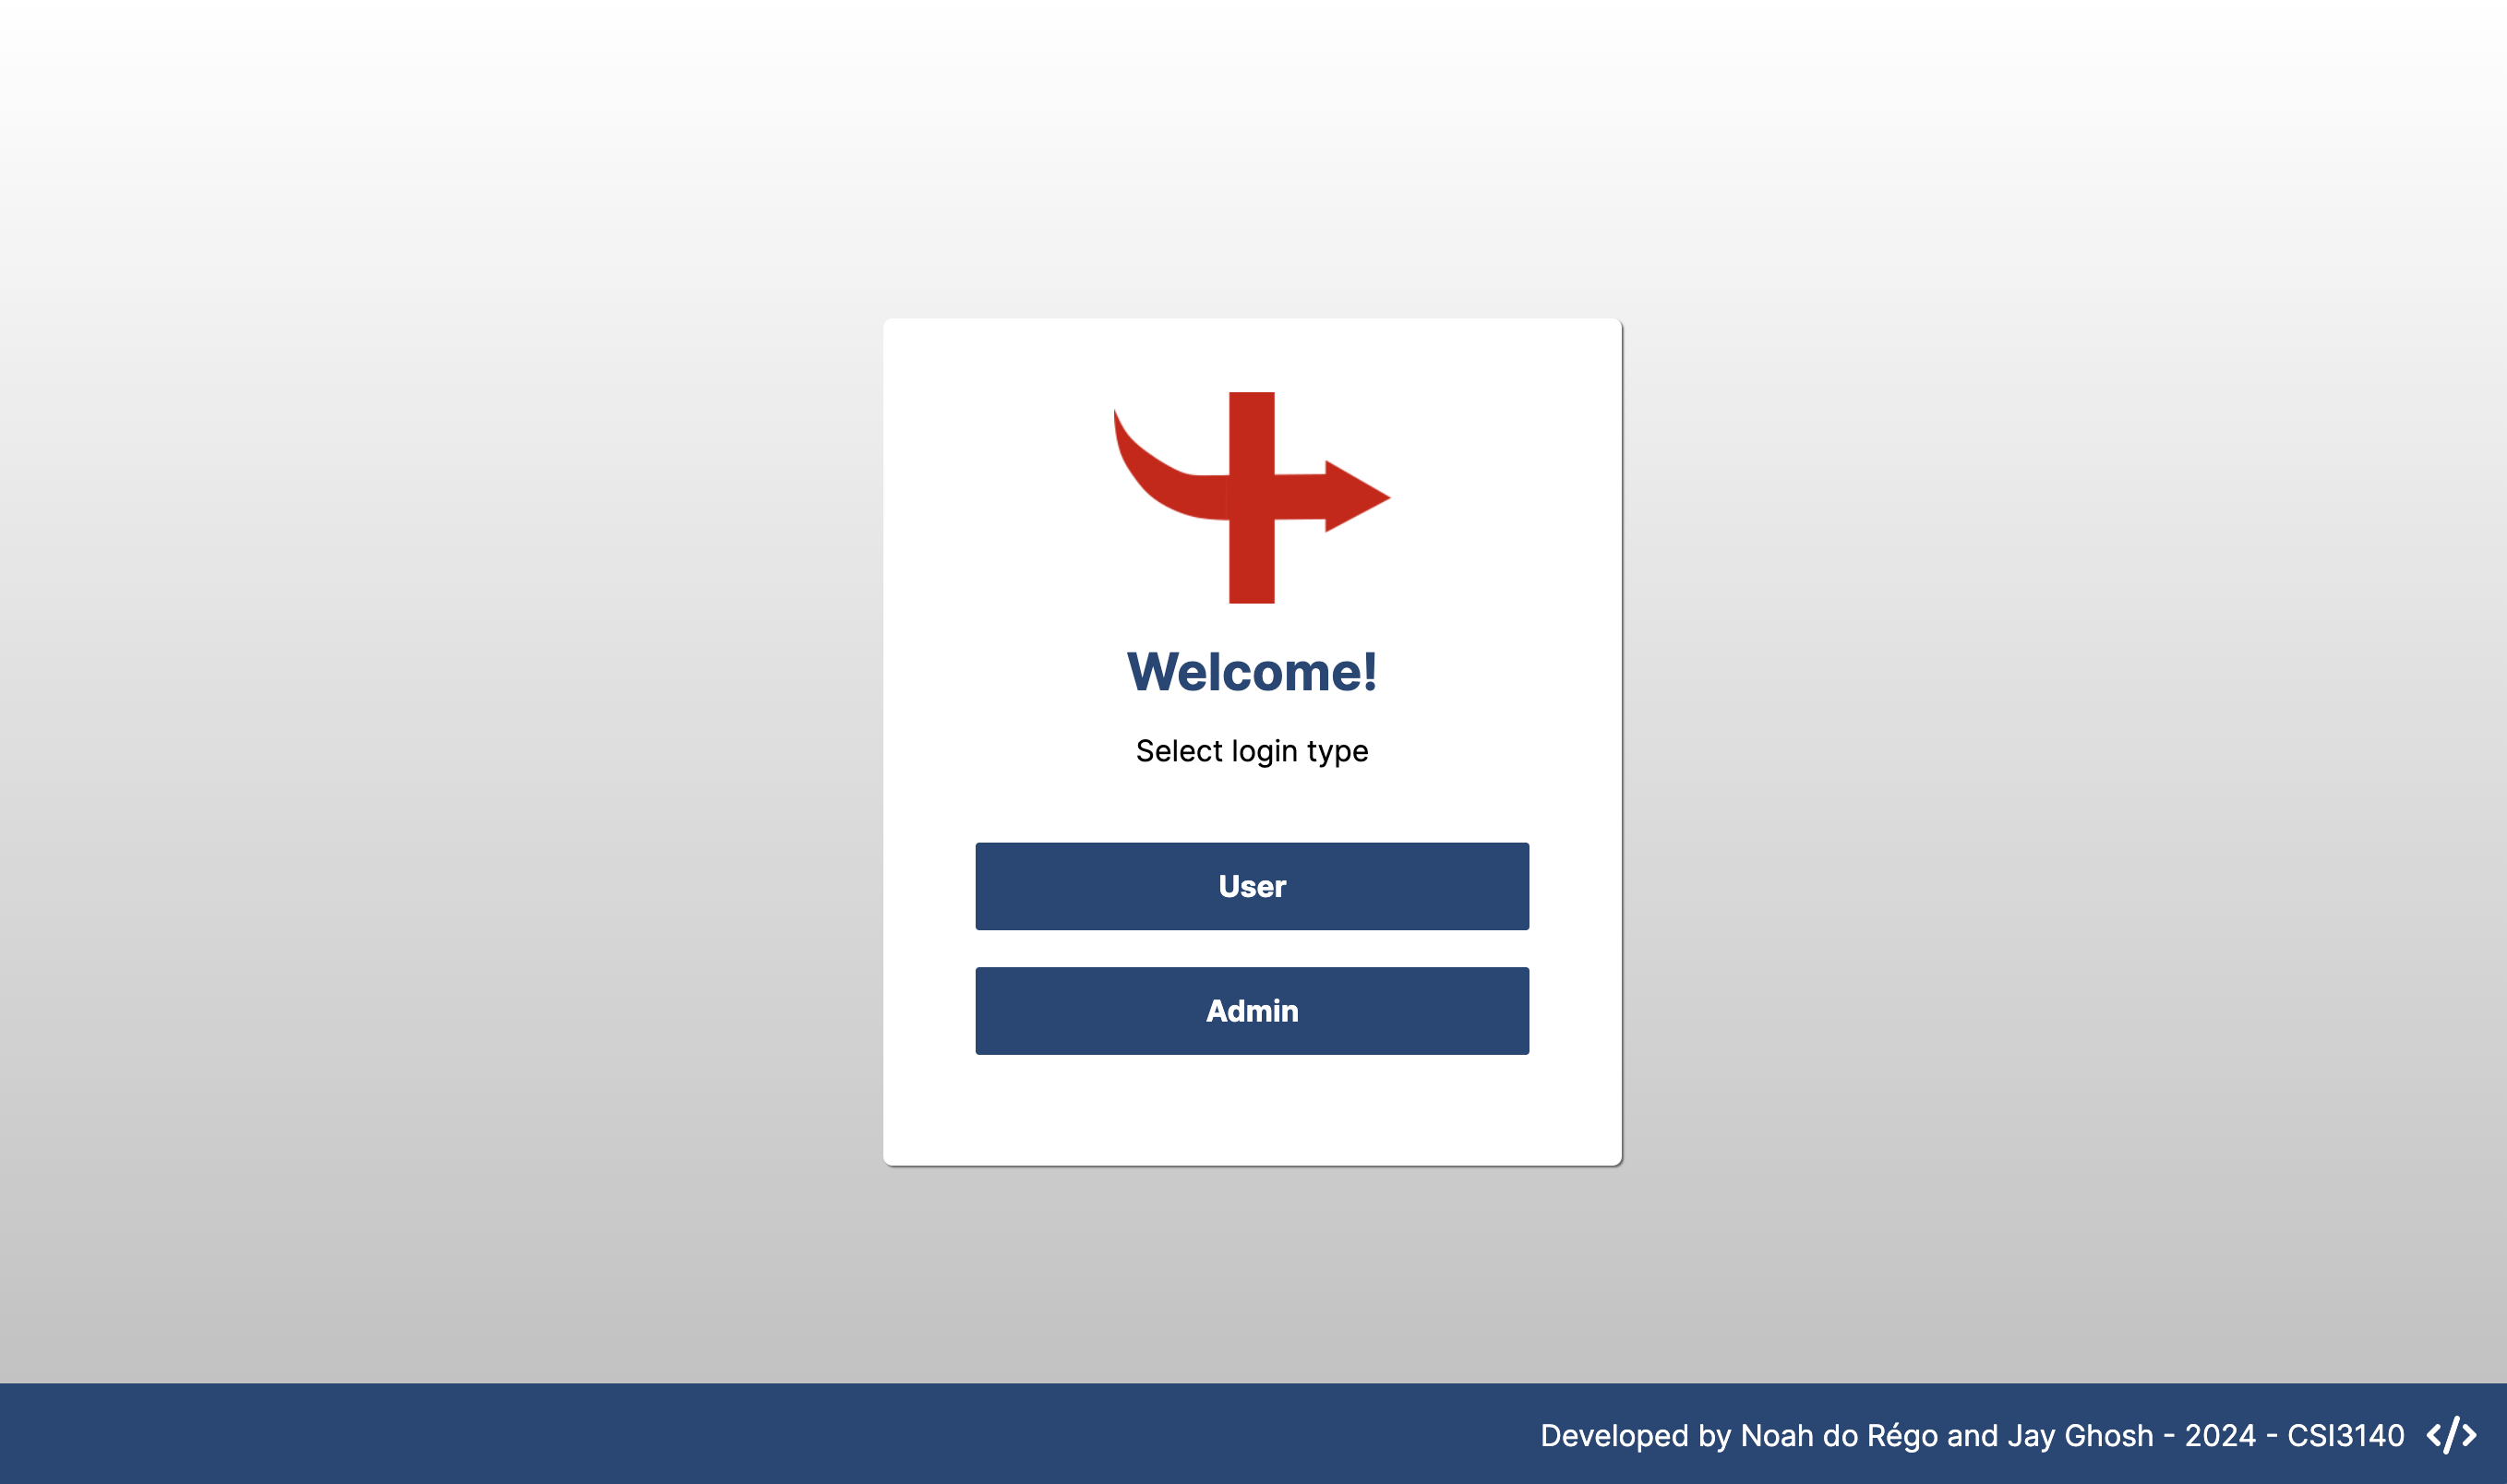 Welcome!
Select login type
User
Admin
Developed by Noah do Régo and Jay Ghosh - 2024 - CSI3140 </>